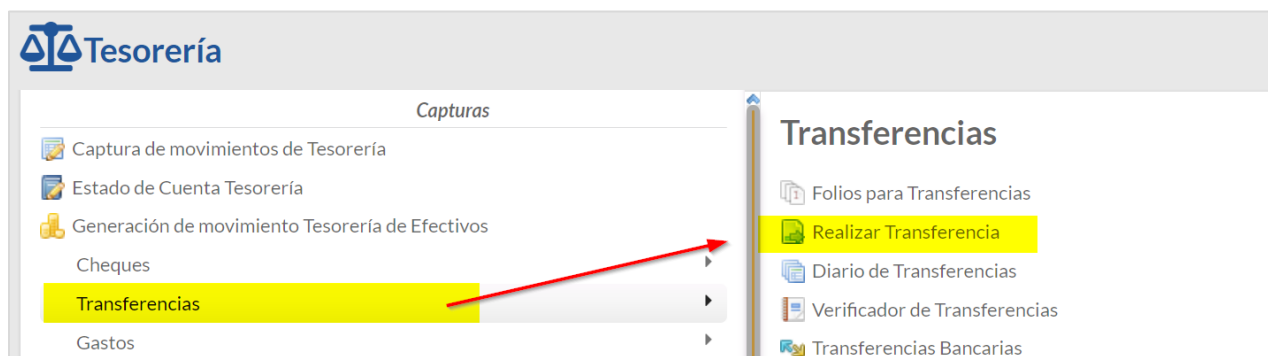 Tesorería
Capturas
Captura de movimientos de Tesorería
Estado de Cuenta Tesorería
Generación de movimiento Tesorería de Efectivos
Cheques
Transferencias
Gastos
Transferencias
Folios para Transferencias
Realizar Transferencia
Diario de Transferencias
Verificador de Transferencias
Transferencias Bancarias